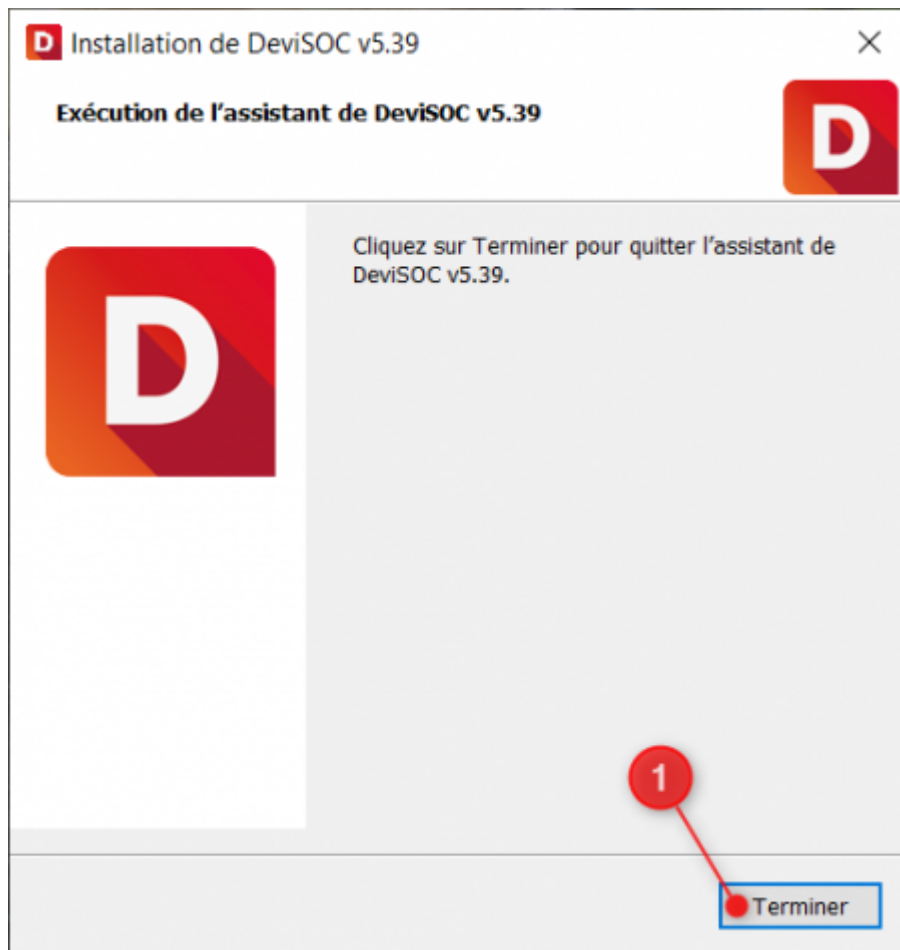 D Installation de DeviSOC v5.39
Exécution de l'assistant de DeviSOC v5.39
D
D
Cliquez sur Terminer pour quitter l'assistant de
DeviSOC v5.39.
1
Terminer